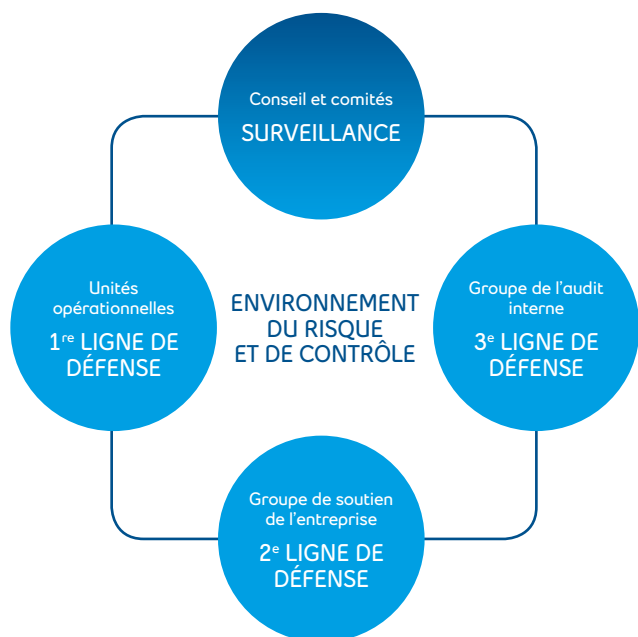 Conseil et comités
SURVEILLANCE
Unités
opérationnelles
1re LIGNE DE
DÉFENSE
ENVIRONNEMENT
DU RISQUE
ET DE CONTRÔLE
Groupe de l'audit
interne
3e LIGNE DE
DÉFENSE
Groupe de soutien
de l'entreprise
2e LIGNE DE
DÉFENSE